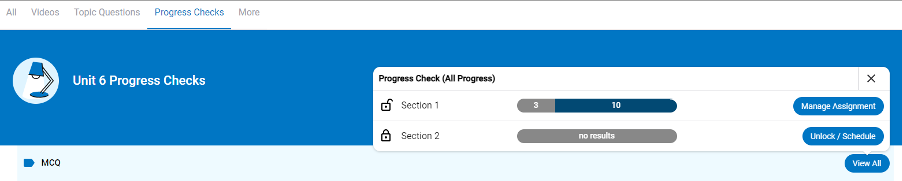 All Videos Topic Questions Progress Checks More
Unit 6 Progress Checks
Progress Check (All Progress)
Section 1 3 10 Manage Assignment
Section 2 no results Unlock / Schedule
MCQ View All